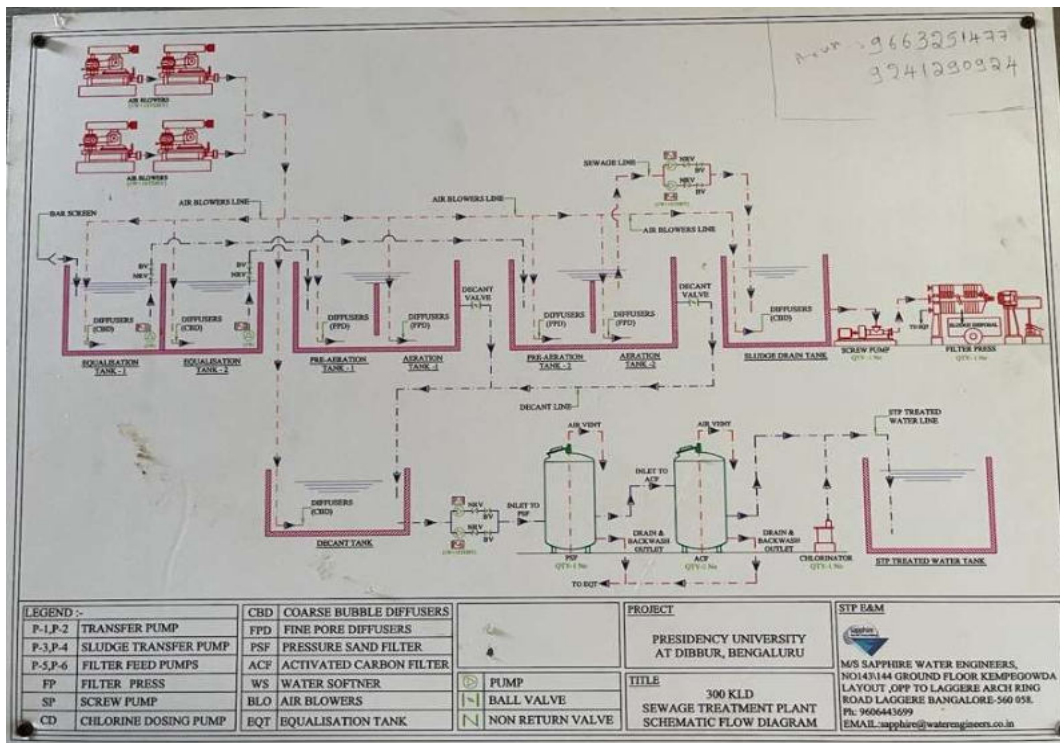 9663251477
9241290924
AIR BLOWERS
AIR BLOWERS
AIR BLOWERS LINE
AIR BLOWERS LINE
SEWAGE LINE
NRV
BV
NRV
BV
AIR BLOWERS LINE
BAR SCREEN
BV
NRV
BV
NRV
DECANT
VALVE
DECANT
VALVE
DIFFUSERS
(CBD)
DIFFUSERS
(CBD)
DIFFUSERS
(FPD)
DIFFUSERS
(FPD)
DIFFUSERS
(FPD)
DIFFUSERS
(FPD)
DIFFUSERS
(CBD)
TO EQT
SLUDGE DISPOSAL
EQUALISATION
TANK - 1
EQUALISATION
TANK - 2
PRE-AERATION
TANK - 1
AERATION
TANK -1
PRE-AERATION
TANK - 2
AERATION
TANK -2
SLUDGE DRAIN TANK
SCREW PUMP
QTY-1 No
FILTER PRESS
QTY-1 No
DECANT LINE
STP TREATED
WATER LINE
AIR VENT
AIR VENT
DIFFUSERS
(CBD)
DECANT TANK
NRV
BV
NRV
BV
INLET TO
PSF
INLET TO
ACF
DRAIN &
BACKWASH
OUTLET
DRAIN &
BACKWASH
OUTLET
PSF
QTY-1 No
ACF
QTY-1 No
CHLORINATOR
QTY-1 No
STP TREATED WATER TANK
TO EQT
LEGEND :-
P-1,P-2 TRANSFER PUMP
P-3,P-4 SLUDGE TRANSFER PUMP
P-5,P-6 FILTER FEED PUMPS
FP FILTER PRESS
SP SCREW PUMP
CD CHLORINE DOSING PUMP
CBD COARSE BUBBLE DIFFUSERS
FPD FINE PORE DIFFUSERS
PSF PRESSURE SAND FILTER
ACF ACTIVATED CARBON FILTER
WS WATER SOFTNER
BLO AIR BLOWERS
EQT EQUALISATION TANK
PUMP
BALL VALVE
NON RETURN VALVE
PROJECT
PRESIDENCY UNIVERSITY
AT DIBBUR, BENGALURU
TITLE
300 KLD
SEWAGE TREATMENT PLANT
SCHEMATIC FLOW DIAGRAM
STP E&M
Sapphire
M/S SAPPHIRE WATER ENGINEERS,
NO143\144 GROUND FLOOR KEMPEGOWDA
LAYOUT ,OPP TO LAGGERE ARCH RING
ROAD LAGGERE BANGALORE-560 058.
Ph: 9606443699
EMAIL:sapphire@waterengineers.co.in